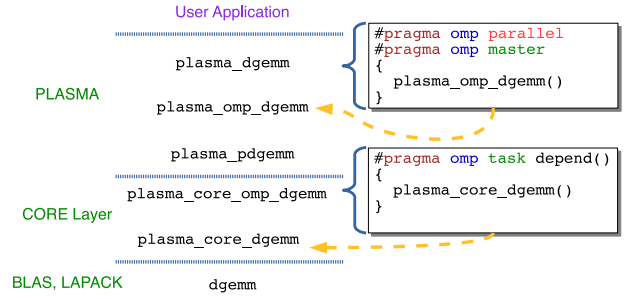 User Application
plasma_dgemm
PLASMA
plasma_omp_dgemm
plasma_pdgemm
plasma_core_omp_dgemm
CORE Layer
plasma_core_dgemm
BLAS, LAPACK
dgemm
#pragma omp parallel
#pragma omp master
{
plasma_omp_dgemm()
}
#pragma omp task depend()
{
plasma_core_dgemm()
}